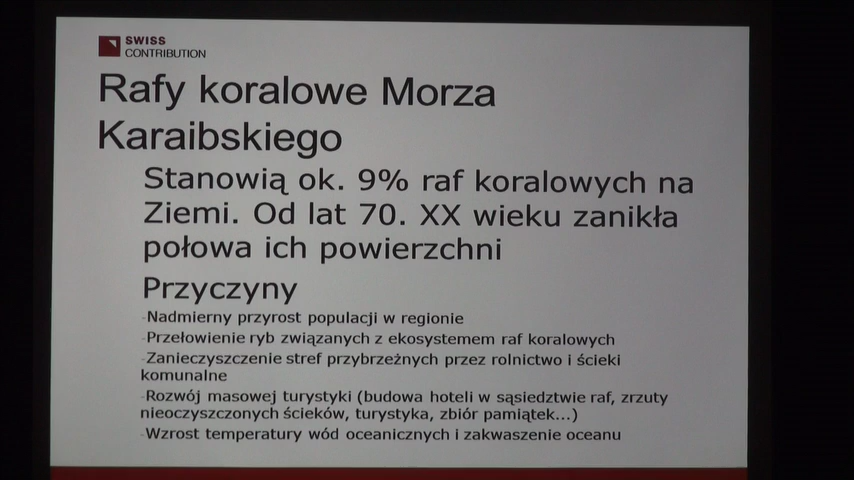 SWISS
CONTRIBUTION
Rafy koralowe Morza
Karaibskiego
Stanowią ok. 9% raf koralowych na
Ziemi. Od lat 70. XX wieku zanikła
połowa ich powierzchni
Przyczyny
-Nadmierny przyrost populacji w regionie
-Przełowienie ryb związanych z ekosystemem raf koralowych
-Zanieczyszczenie stref przybrzeżnych przez rolnictwo i ścieki
komunalne
-Rozwój masowej turystyki (budowa hoteli w sąsiedztwie raf, zrzuty
nieoczyszczonych ścieków, turystyka, zbiór pamiątek...)
-Wzrost temperatury wód oceanicznych i zakwaszenie oceanu